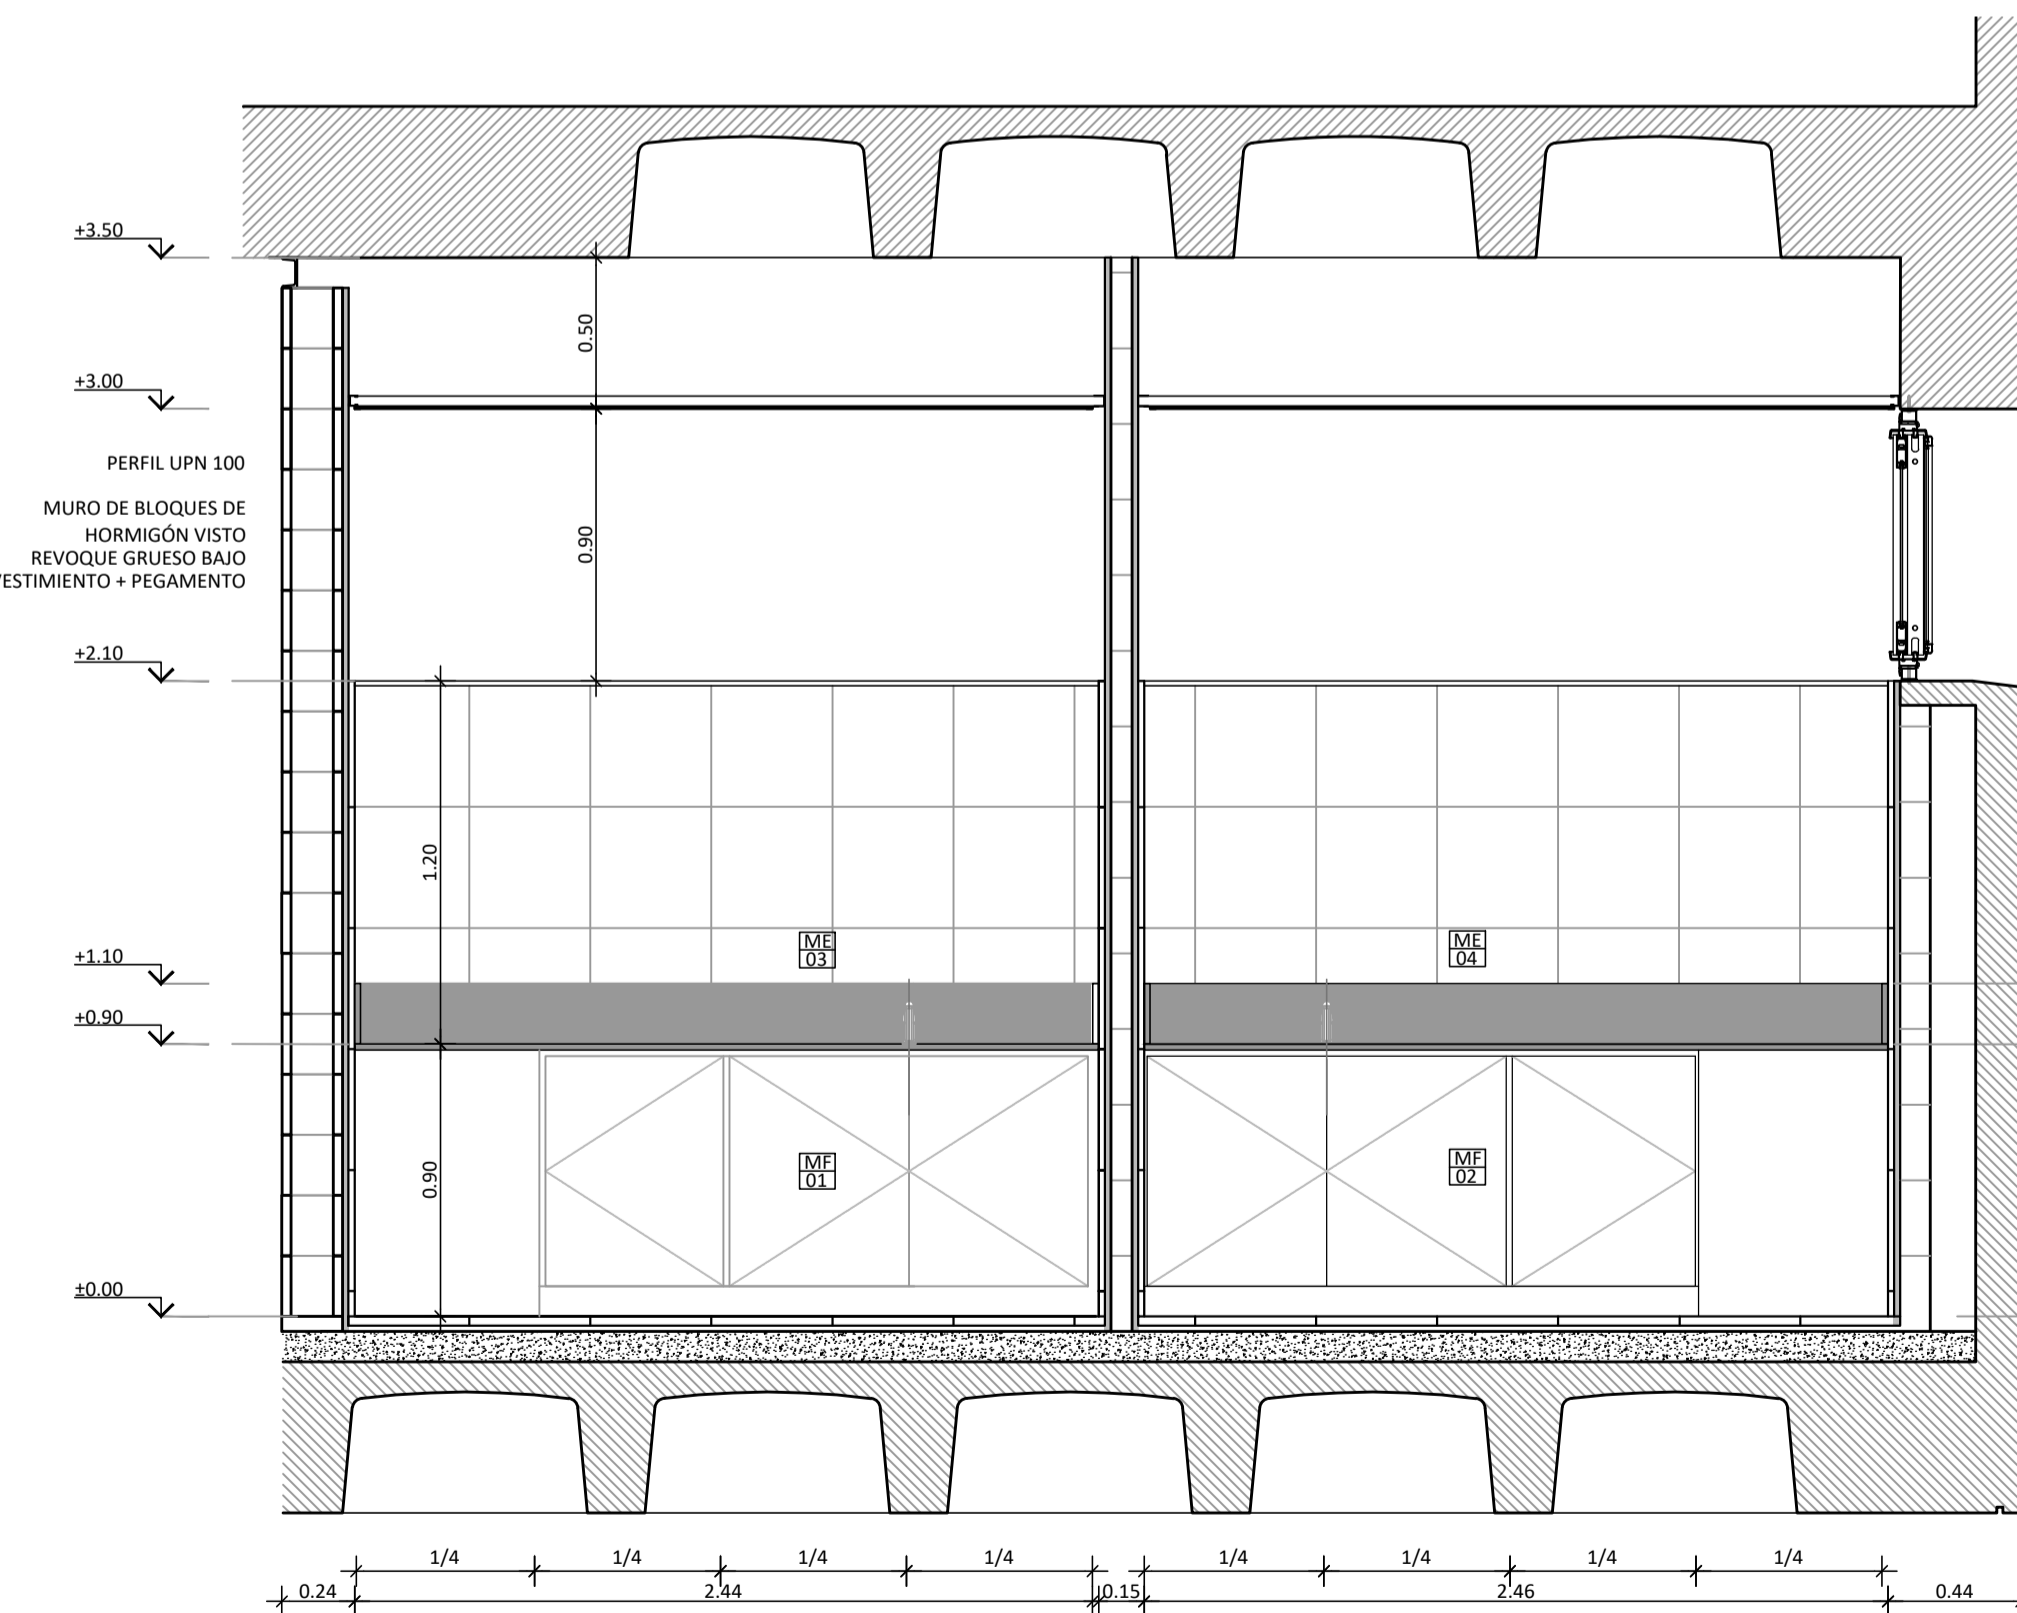 +3.50
0.50
+3.00
PERFIL UPN 100
MURO DE BLOQUES DE
HORMIGÓN VISTO
REVOQUE GRUESO BAJO
VESTIMIENTO + PEGAMENTO
0.90
+2.10
1.20
ME
03
ME
04
+1.10
+0.90
0.90
MF
01
MF
02
±0.00
1/4 1/4 1/4 1/4 1/4 1/4 1/4 1/4
0.24 2.44 0.15 2.46 0.44